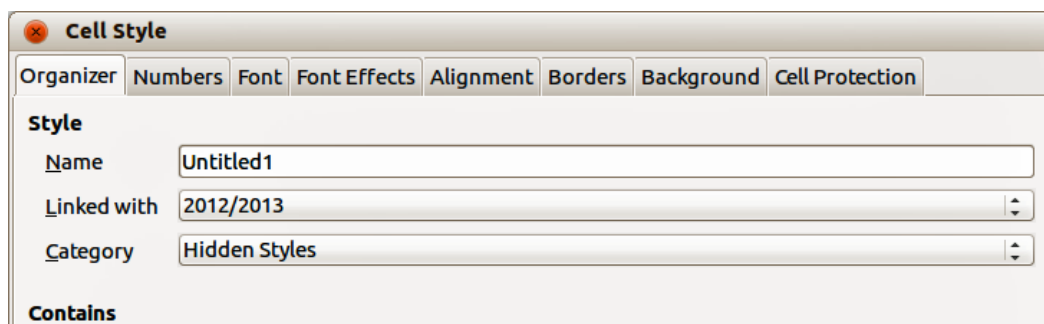 Cell Style
Organizer Numbers Font Font Effects Alignment Borders Background Cell Protection
Style
Name Untitled1
Linked with 2012/2013
Category Hidden Styles
Contains